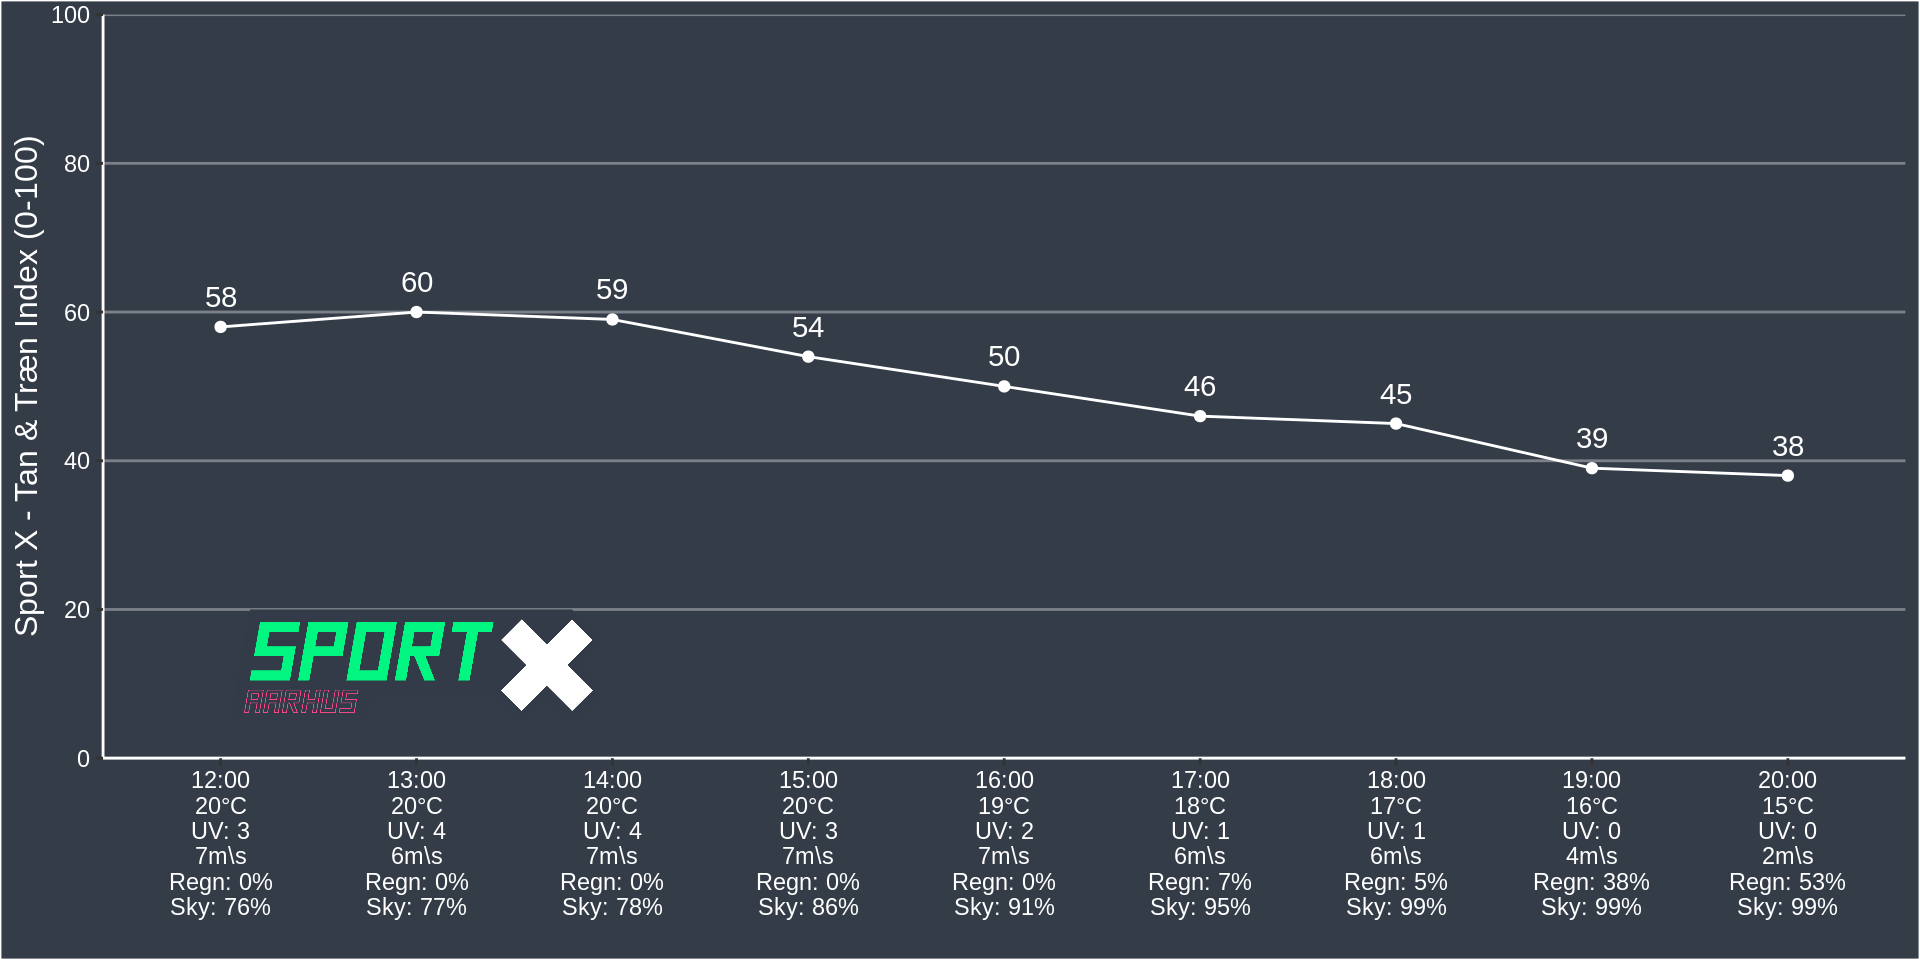 100
80
60
40
20
0
Sport X - Tan & Træn Index (0-100)
58 60 59 54 50 46 45 39 38
SPORT X
AARHUS
12:00 13:00 14:00 15:00 16:00 17:00 18:00 19:00 20:00
20°C 20°C 20°C 20°C 19°C 18°C 17°C 16°C 15°C
UV: 3 UV: 4 UV: 4 UV: 3 UV: 2 UV: 1 UV: 1 UV: 0 UV: 0
7m\s 6m\s 7m\s 7m\s 7m\s 6m\s 6m\s 4m\s 2m\s
Regn: 0% Regn: 0% Regn: 0% Regn: 0% Regn: 0% Regn: 7% Regn: 5% Regn: 38% Regn: 53%
Sky: 76% Sky: 77% Sky: 78% Sky: 86% Sky: 91% Sky: 95% Sky: 99% Sky: 99% Sky: 99%